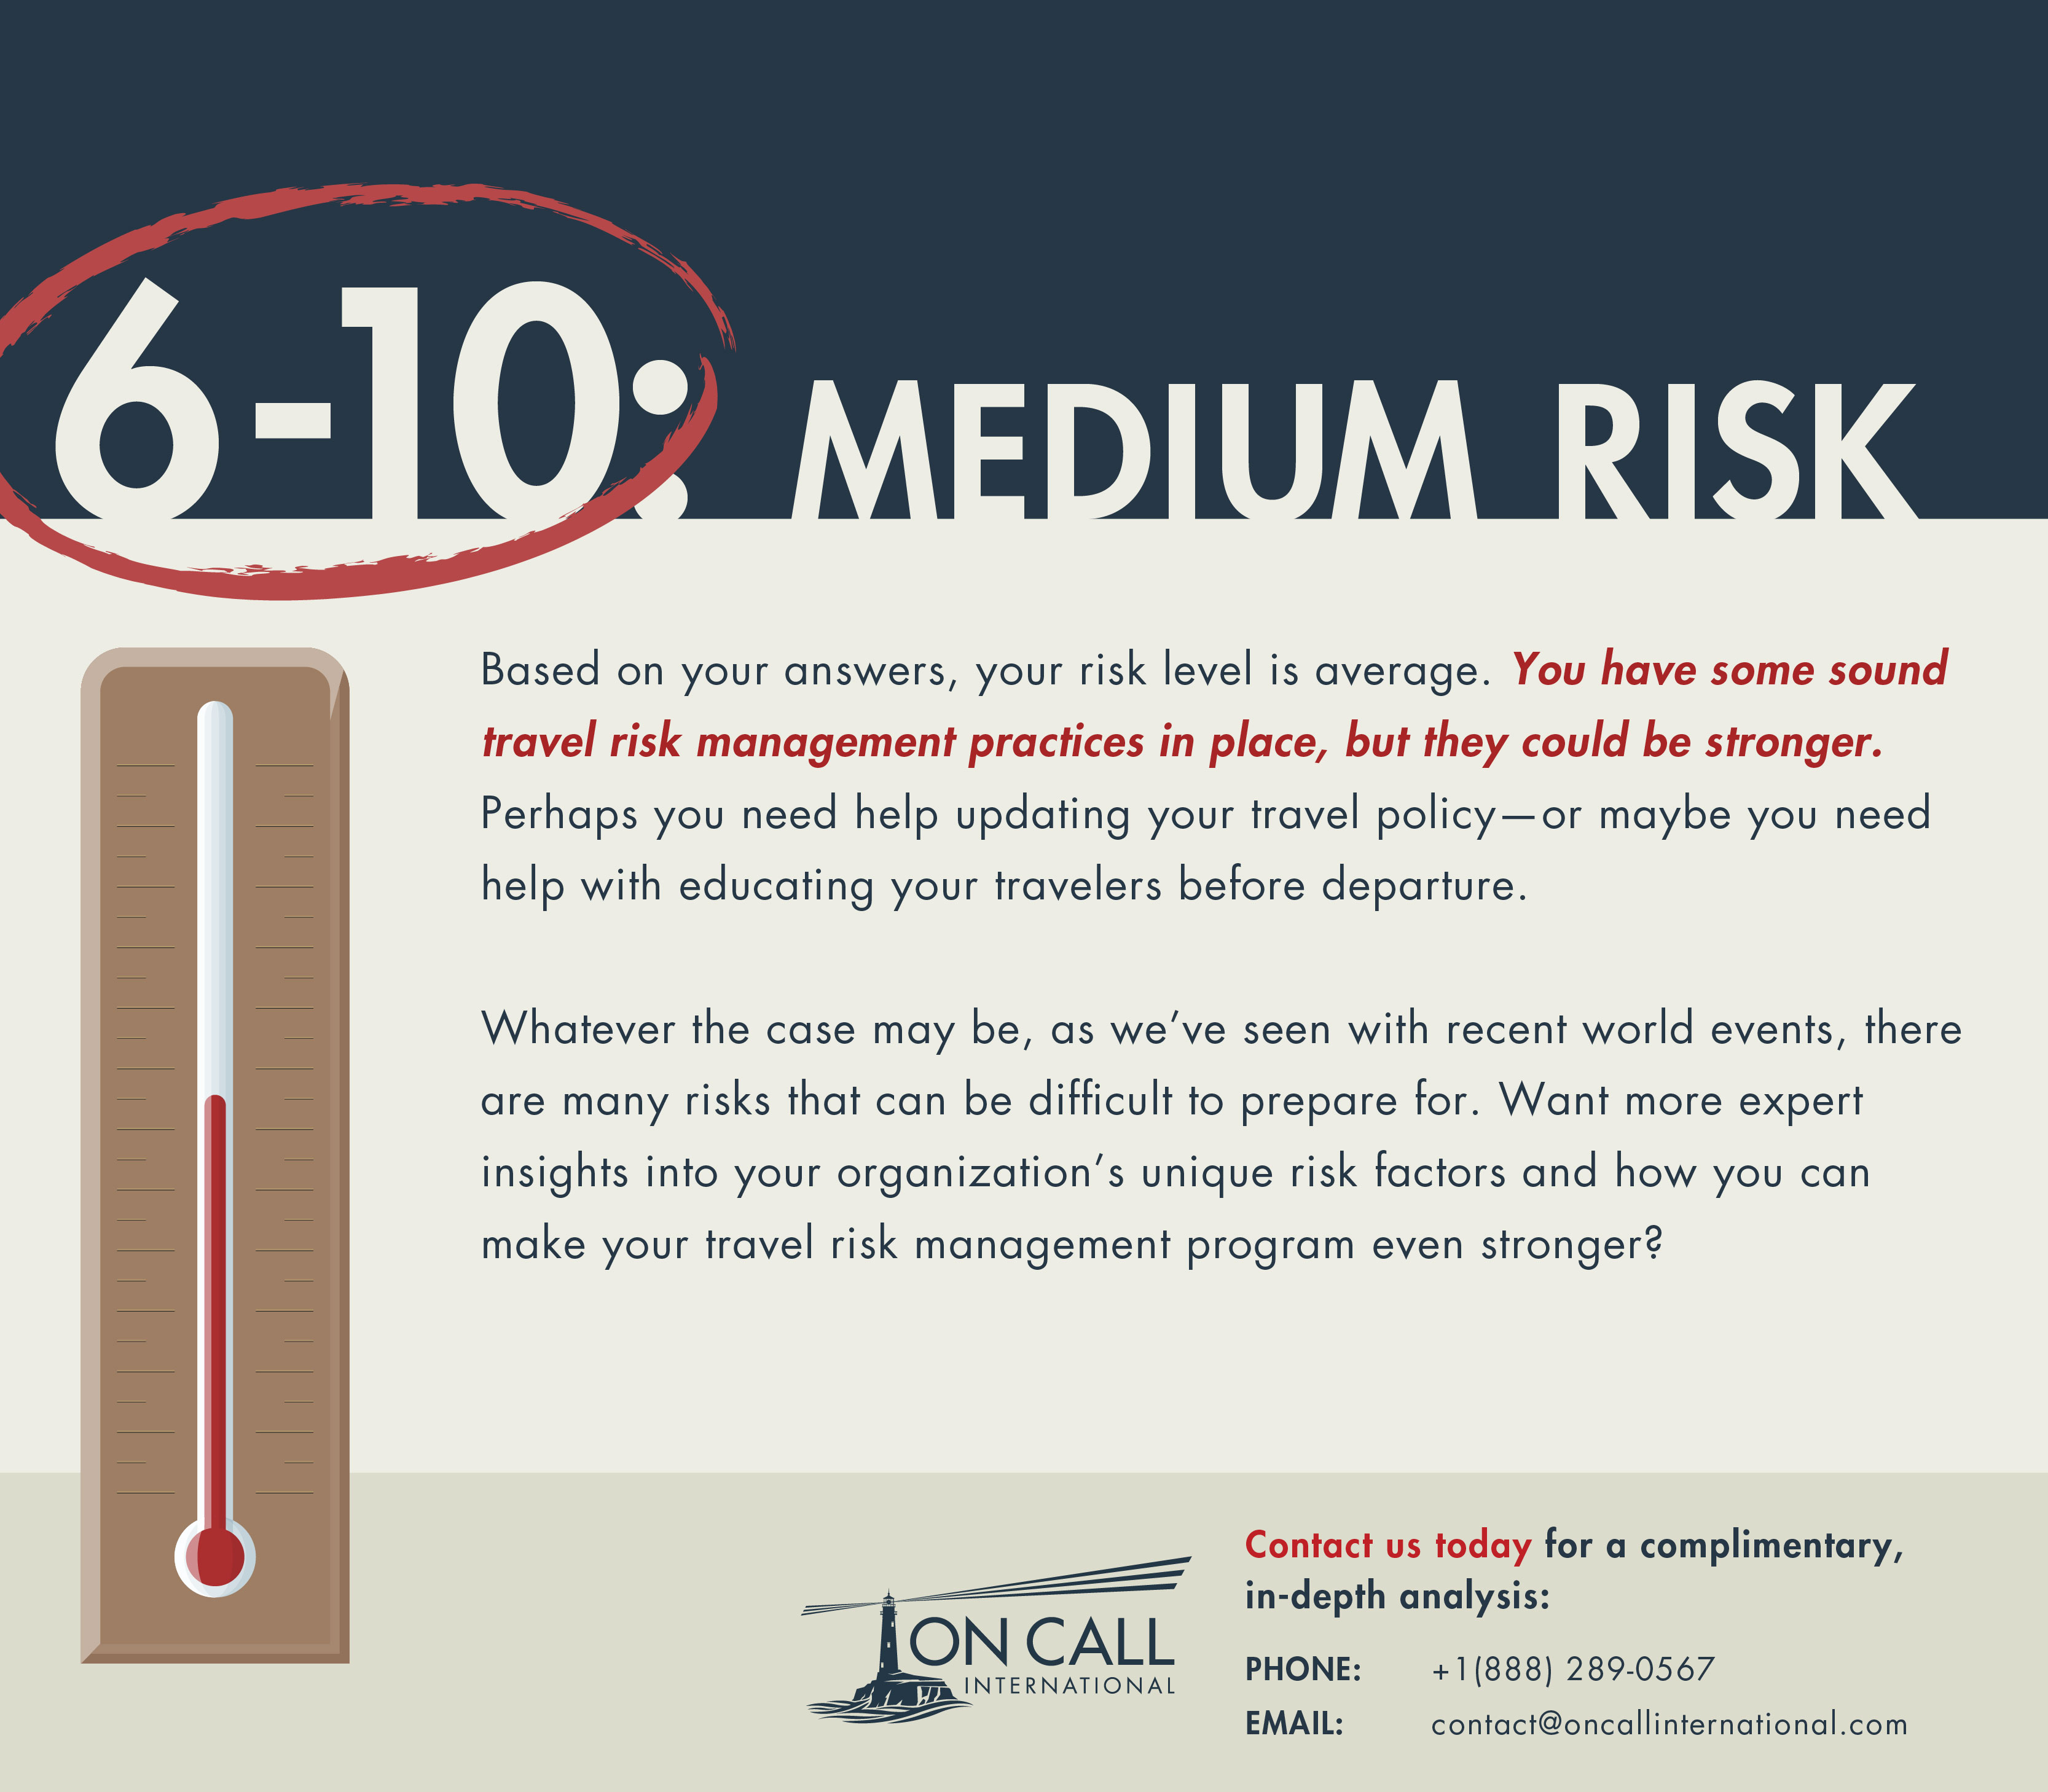 6-10: MEDIUM RISK
Based on your answers, your risk level is average. You have some sound
travel risk management practices in place, but they could be stronger.
Perhaps you need help updating your travel policy—or maybe you need
help with educating your travelers before departure.
Whatever the case may be, as we’ve seen with recent world events, there
are many risks that can be difficult to prepare for. Want more expert
insights into your organization’s unique risk factors and how you can
make your travel risk management program even stronger?
ON CALL
INTERNATIONAL
Contact us today for a complimentary,
in-depth analysis:
PHONE: +1(888) 289-0567
EMAIL: contact@oncallinternational.com